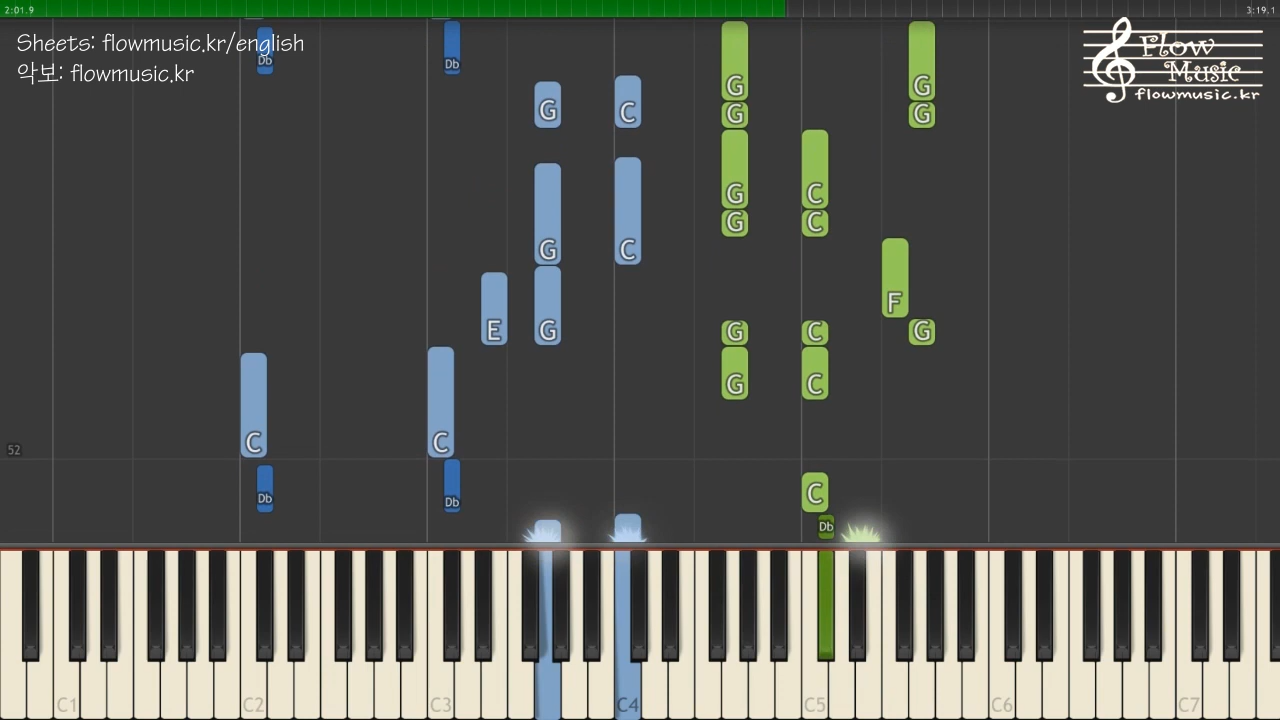 2:01.9
3:19.1
Sheets: flowmusic.kr/english
악보: flowmusic.kr
Flow
Music
flowmusic.kr
Db Db
G C G G
G G
G C G C
G C
F
E G G C G
G C
C C
52
Db Db C
Db
C1 C2 C3 C4 C5 C6 C7